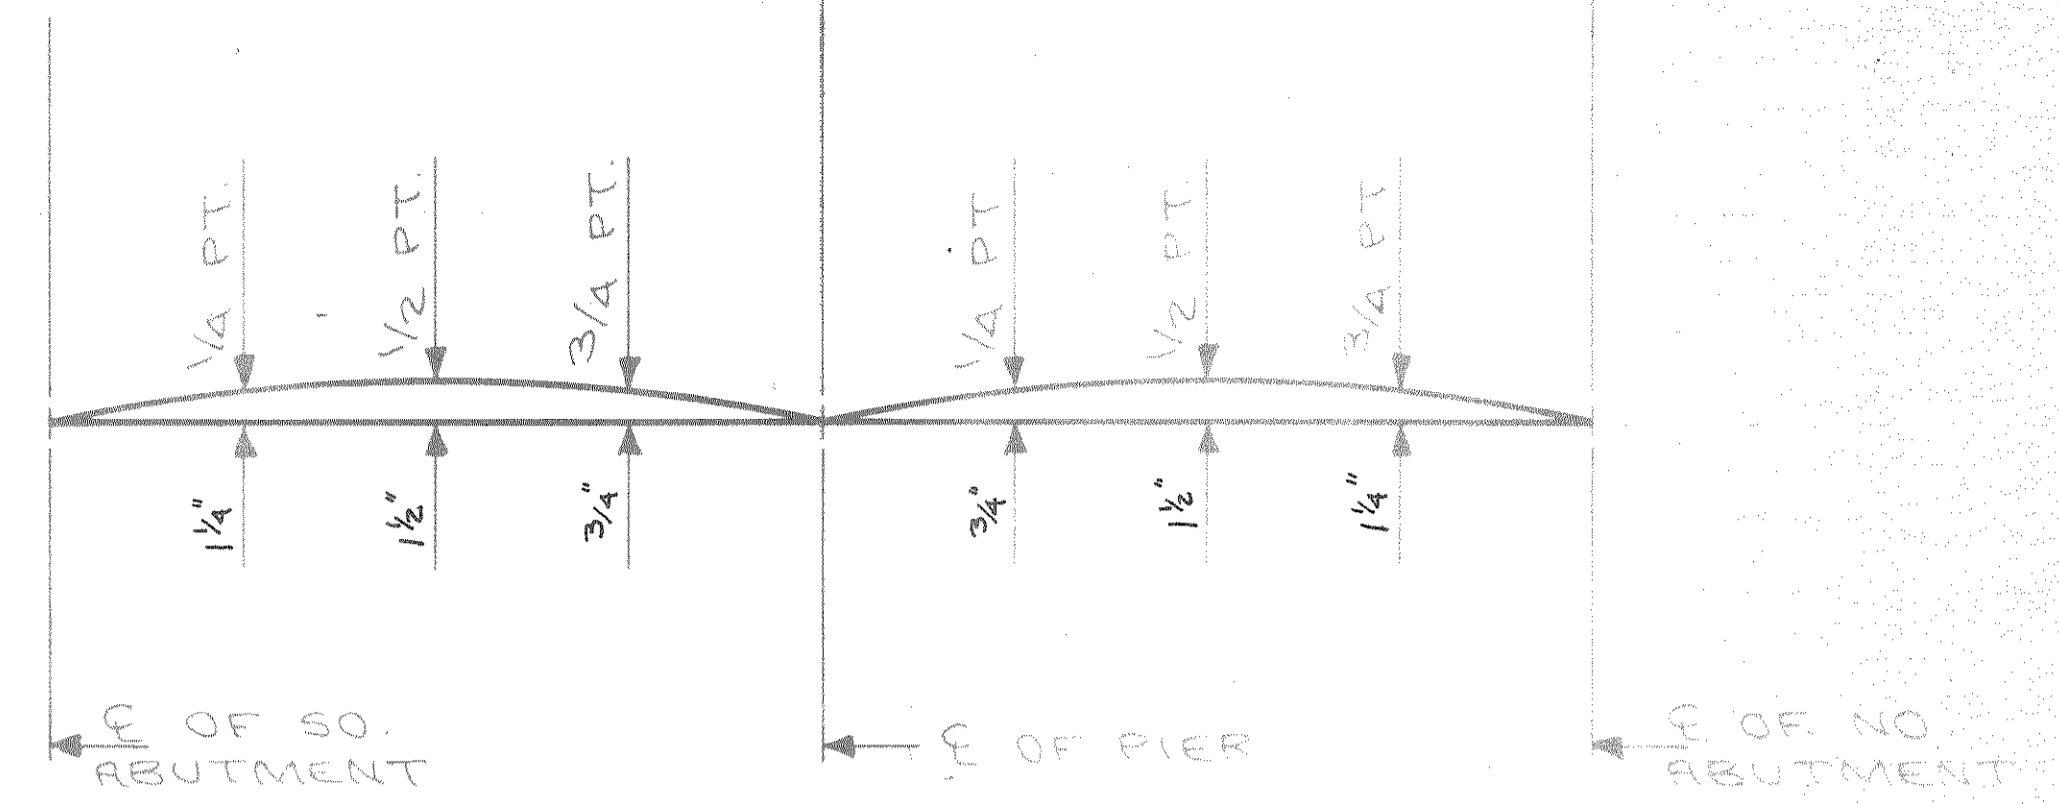 1/4 PT.
1/2 PT.
3/4 PT.
1/4 PT
1/2 PT.
3/4 PT
1 1/4"
1 1/2"
3/4"
3/4"
1 1/2"
1 1/4"
℄ OF SO.
ABUTMENT
℄ OF PIER
℄ OF NO
ABUTMENT